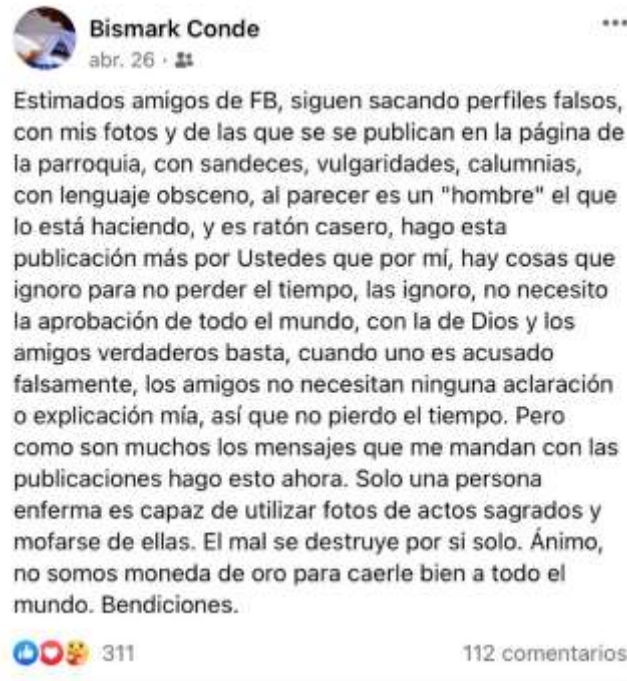 Bismark Conde
abr. 26 ·
Estimados amigos de FB, siguen sacando perfiles falsos,
con mis fotos y de las que se se publican en la página de
la parroquia, con sandeces, vulgaridades, calumnias,
con lenguaje obsceno, al parecer es un "hombre" el que
lo está haciendo, y es ratón casero, hago esta
publicación más por Ustedes que por mí, hay cosas que
ignoro para no perder el tiempo, las ignoro, no necesito
la aprobación de todo el mundo, con la de Dios y los
amigos verdaderos basta, cuando uno es acusado
falsamente, los amigos no necesitan ninguna aclaración
o explicación mía, así que no pierdo el tiempo. Pero
como son muchos los mensajes que me mandan con las
publicaciones hago esto ahora. Solo una persona
enferma es capaz de utilizar fotos de actos sagrados y
mofarse de ellas. El mal se destruye por si solo. Ánimo,
no somos moneda de oro para caerle bien a todo el
mundo. Bendiciones.
311 112 comentarios